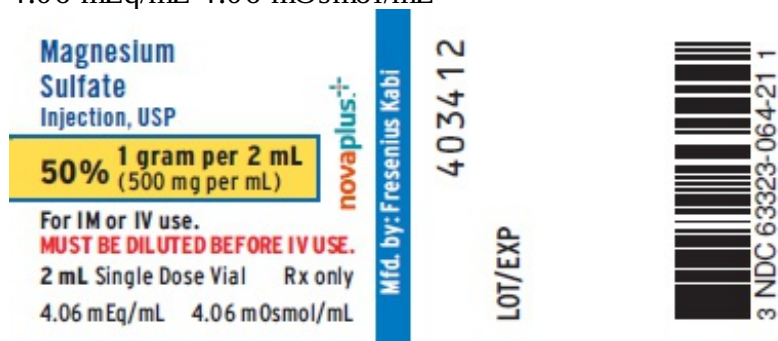 4.06 mEq/mL 4.06 mOsmol/mL
Magnesium
Sulfate
Injection, USP
50% 1 gram per 2 mL
(500 mg per mL)
For IM or IV use.
MUST BE DILUTED BEFORE IV USE.
2 mL Single Dose Vial Rx only
4.06 mEq/mL 4.06 mOsmol/mL
novaplus.+
Mfd. by: Fresenius Kabi
403412
LOT/EXP
3 NDC 63323-064-21 1